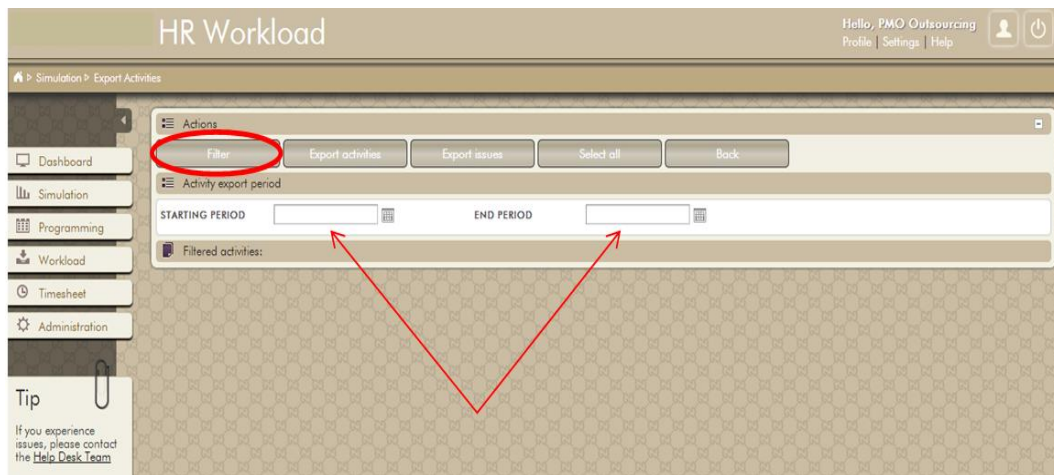 HR Workload
Hello, PMO Outsourcing
Profile | Settings | Help
Simulation > Export Activities
Actions
Filter Export activities Export issues Select all Back
Activity export period
STARTING PERIOD END PERIOD
Filtered activities:
Dashboard
Simulation
Programming
Workload
Timesheet
Administration
Tip
If you experience
issues, please contact
the Help Desk Team